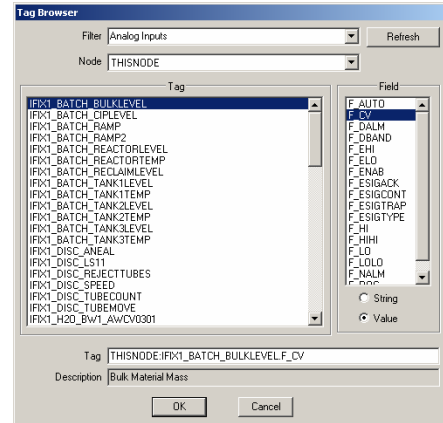 Tag Browser
Filter Analog Inputs Refresh
Node THISNODE
Tag
IFIX1_BATCH_BULKLEVEL
IFIX1_BATCH_CIPLEVEL
IFIX1_BATCH_RAMP
IFIX1_BATCH_RAMP2
IFIX1_BATCH_REACTORLEVEL
IFIX1_BATCH_REACTORTEMP
IFIX1_BATCH_RECLAIMLEVEL
IFIX1_BATCH_TANK1LEVEL
IFIX1_BATCH_TANK1TEMP
IFIX1_BATCH_TANK2LEVEL
IFIX1_BATCH_TANK2TEMP
IFIX1_BATCH_TANK3LEVEL
IFIX1_BATCH_TANK3TEMP
IFIX1_DISC_ANEAL
IFIX1_DISC_LS11
IFIX1_DISC_REJECTTUBES
IFIX1_DISC_SPEED
IFIX1_DISC_TUBECOUNT
IFIX1_DISC_TUBEMOVE
IFIX1_H20_BW1_AWCV0301
Field
F_AUTO
F_CV
F_DALM
F_DBAND
F_EHI
F_ELO
F_ENAB
F_ESIGACK
F_ESIGCONT
F_ESIGTRAP
F_ESIGTYPE
F_HI
F_HIHI
F_LO
F_LOLO
F_NALM
String
Value
Tag THISNODE:IFIX1_BATCH_BULKLEVEL.F_CV
Description Bulk Material Mass
OK Cancel